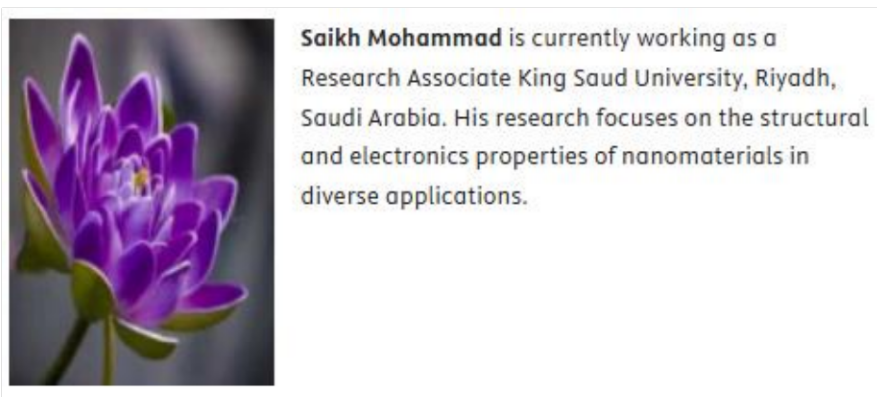 Saikh Mohammad is currently working as a
Research Associate King Saud University, Riyadh,
Saudi Arabia. His research focuses on the structural
and electronics properties of nanomaterials in
diverse applications.